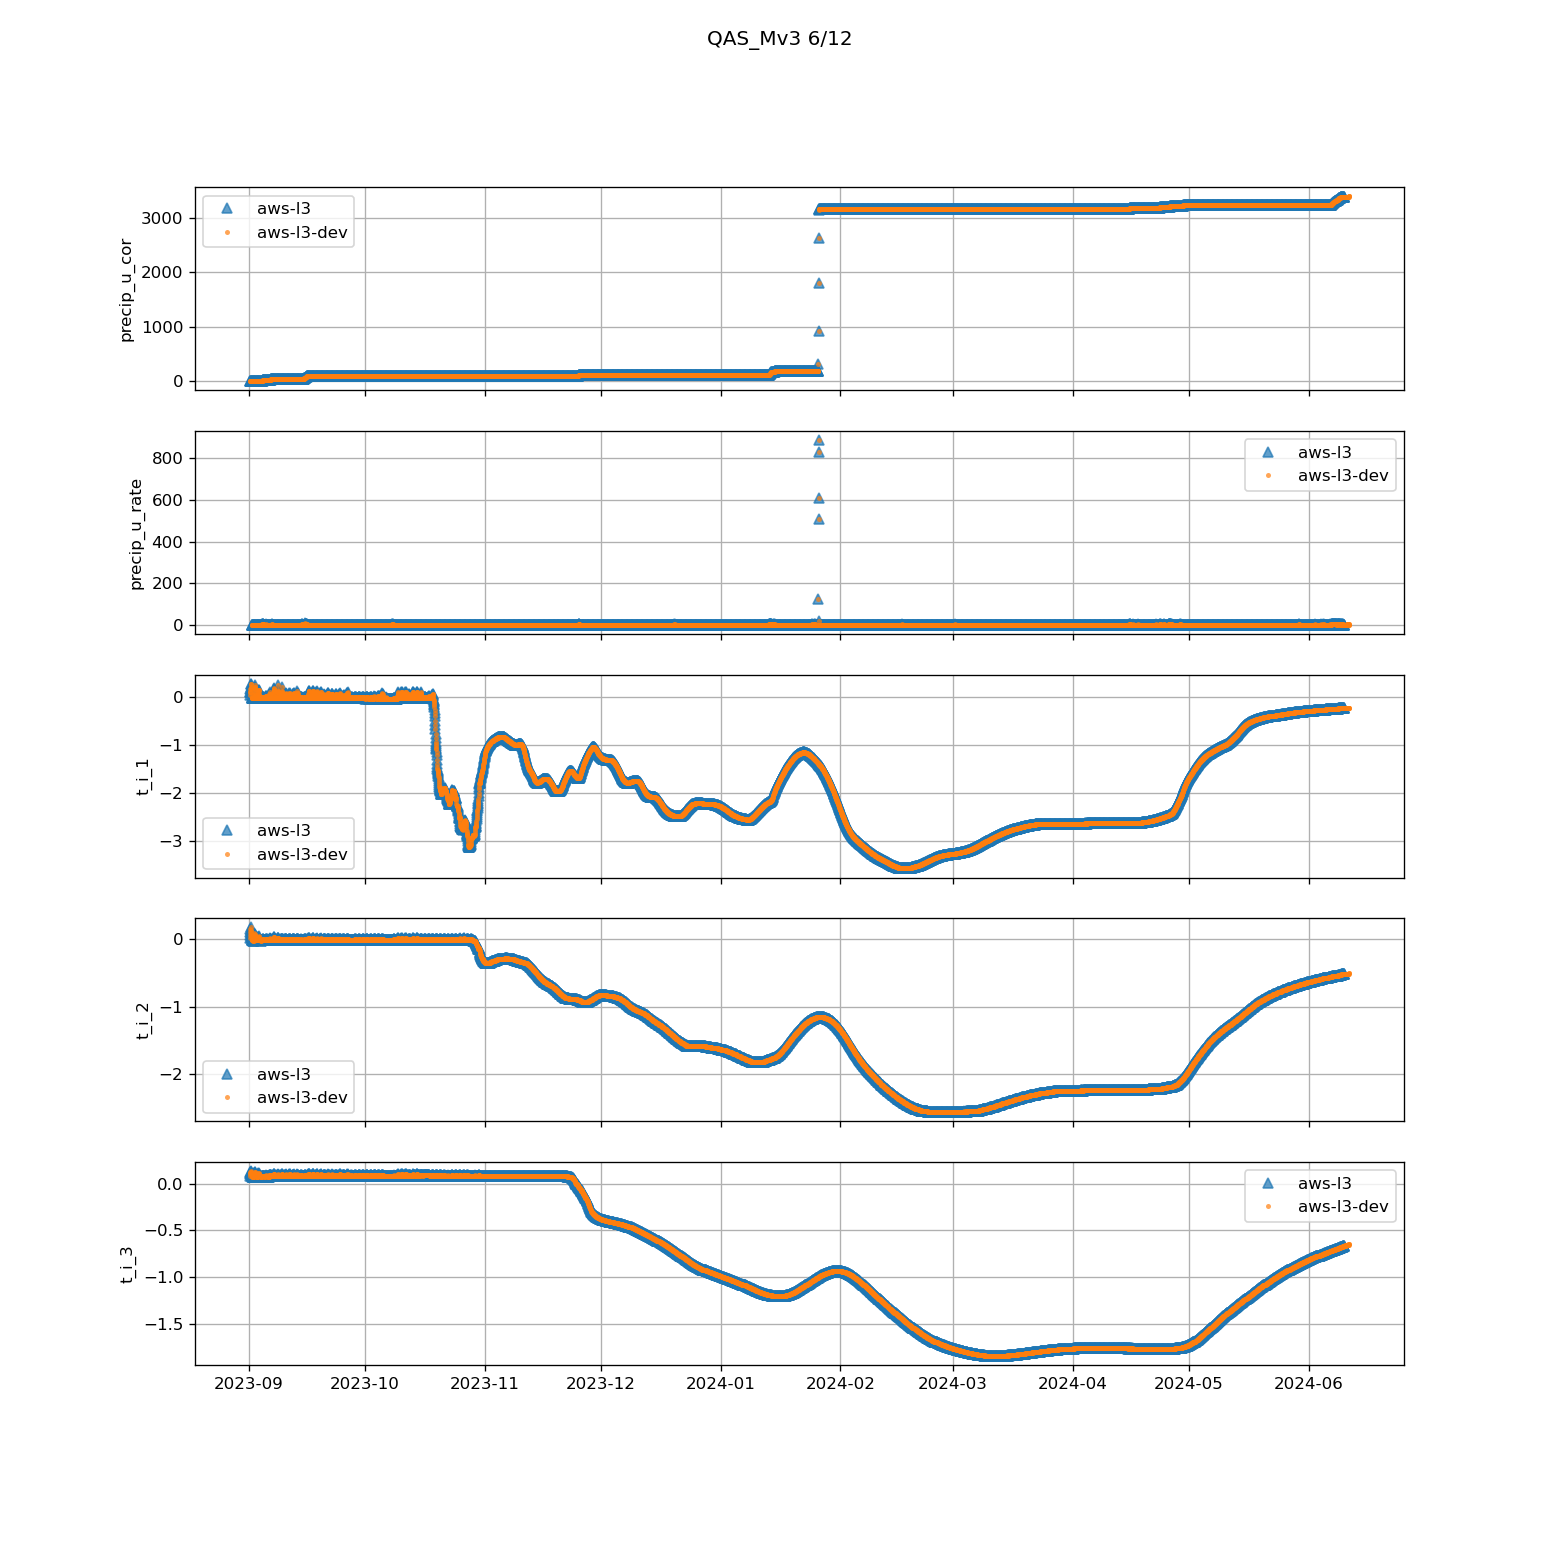 QAS_Mv3 6/12
precip_u_cor
3000
2000
1000
0
aws-l3
aws-l3-dev
precip_u_rate
800
600
400
200
0
aws-l3
aws-l3-dev
t_i_1
0
−1
−2
−3
aws-l3
aws-l3-dev
t_i_2
0
−1
−2
aws-l3
aws-l3-dev
t_i_3
0.0
−0.5
−1.0
−1.5
aws-l3
aws-l3-dev
2023-09 2023-10 2023-11 2023-12 2024-01 2024-02 2024-03 2024-04 2024-05 2024-06